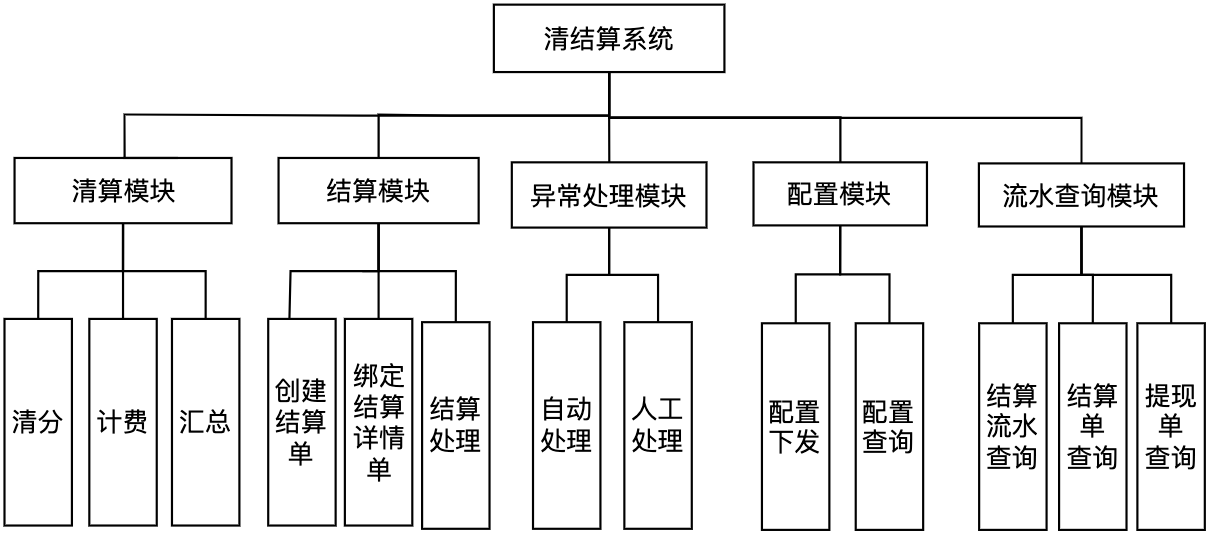 清结算系统
清算模块
结算模块
异常处理模块
配置模块
流水查询模块
清分
计费
汇总
创建
结算
单
绑定
结算
详情
单
结算
处理
自动
处理
人工
处理
配置
下发
配置
查询
结算
流水
查询
结算
单
查询
提现
单
查询